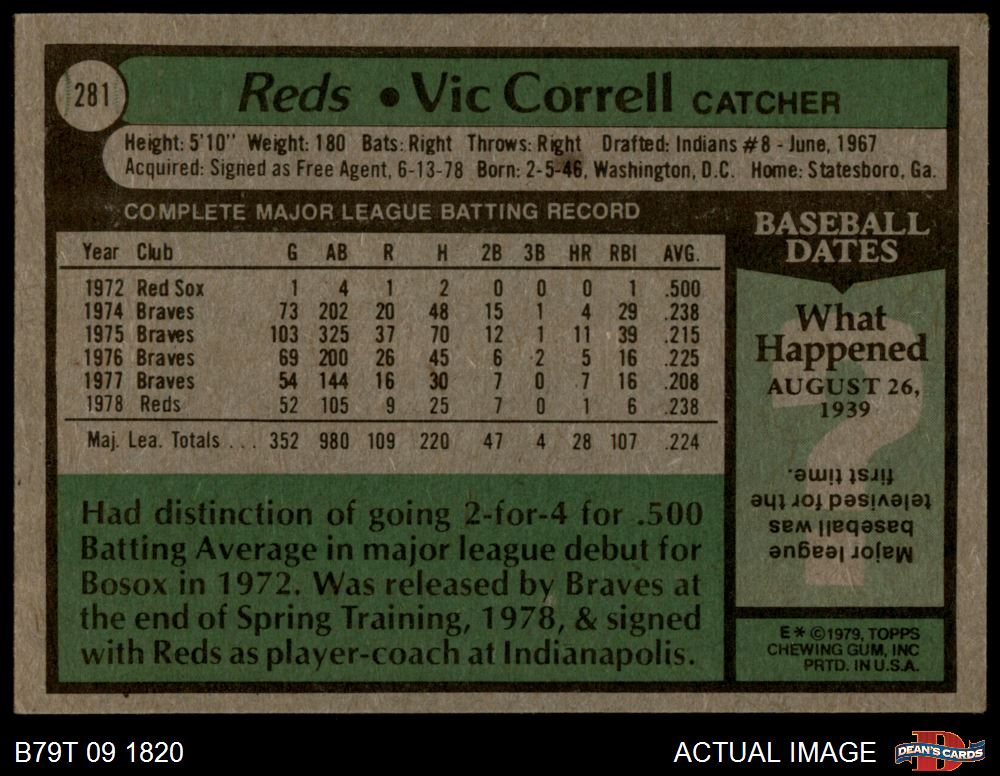 281
Reds • Vic Correll CATCHER
Height: 5'10" Weight: 180 Bats: Right Throws: Right Drafted: Indians #8 - June, 1967
Acquired: Signed as Free Agent, 6-13-78 Born: 2-5-46, Washington, D.C. Home: Statesboro, Ga.
COMPLETE MAJOR LEAGUE BATTING RECORD
Year Club G AB R H 2B 3B HR RBI AVG.
1972 Red Sox 1 4 1 2 0 0 0 1 .500
1974 Braves 73 202 20 48 15 1 4 29 .238
1975 Braves 103 325 37 70 12 1 11 39 .215
1976 Braves 69 200 26 45 6 2 5 16 .225
1977 Braves 54 144 16 30 7 0 7 16 .208
1978 Reds 52 105 9 25 7 0 1 6 .238
Maj. Lea. Totals . . . 352 980 109 220 47 4 28 107 .224
Had distinction of going 2-for-4 for .500
Batting Average in major league debut for
Bosox in 1972. Was released by Braves at
the end of Spring Training, 1978, & signed
with Reds as player-coach at Indianapolis.
BASEBALL
DATES
What
Happened
AUGUST 26,
1939
?
Major league
baseball was
televised for the
first time.
E* ©1979, TOPPS
CHEWING GUM, INC
PRTD. IN U.S.A.
B79T 09 1820
ACTUAL IMAGE
D
DEAN'S CARDS